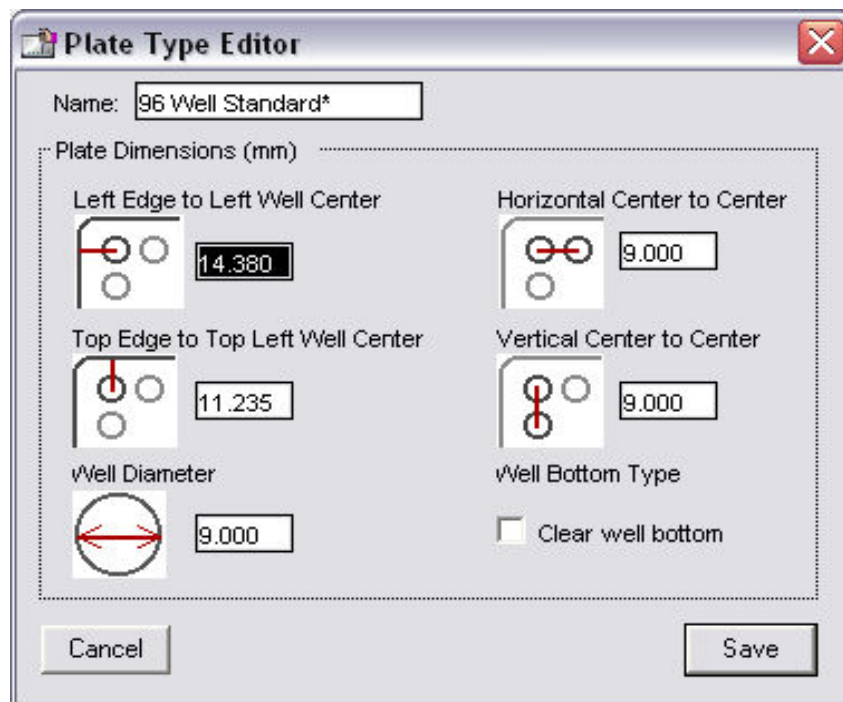 Plate Type Editor
Name: 96 Well Standard*
Plate Dimensions (mm)
Left Edge to Left Well Center
14.380
Horizontal Center to Center
9.000
Top Edge to Top Left Well Center
11.235
Vertical Center to Center
9.000
Well Diameter
9.000
Well Bottom Type
Clear well bottom
Cancel
Save